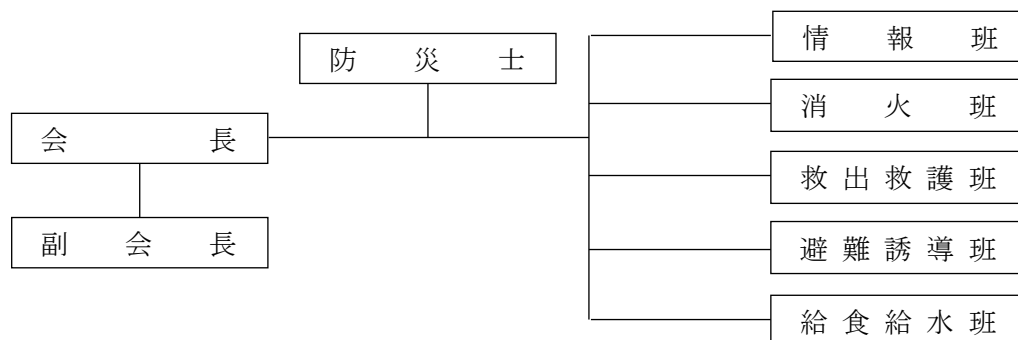 防災士
会長
副会長
情報班
消火班
救出救護班
避難誘導班
給食給水班